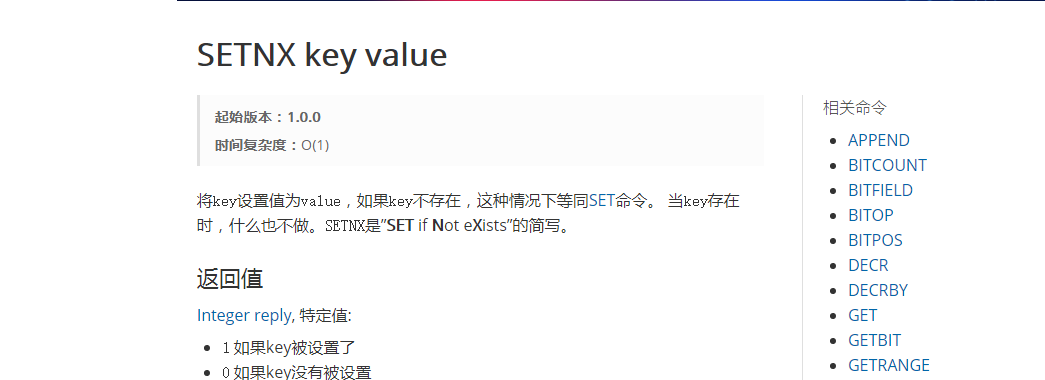 SETNX key value
起始版本：1.0.0
时间复杂度：O(1)
将key设置值为value，如果key不存在，这种情况下等同SET命令。 当key存在
时，什么也不做。SETNX是”SET if Not eXists”的简写。
返回值
Integer reply, 特定值:
1 如果key被设置了
0 如果key没有被设置
相关命令
APPEND
BITCOUNT
BITFIELD
BITOP
BITPOS
DECR
DECRBY
GET
GETBIT
GETRANGE